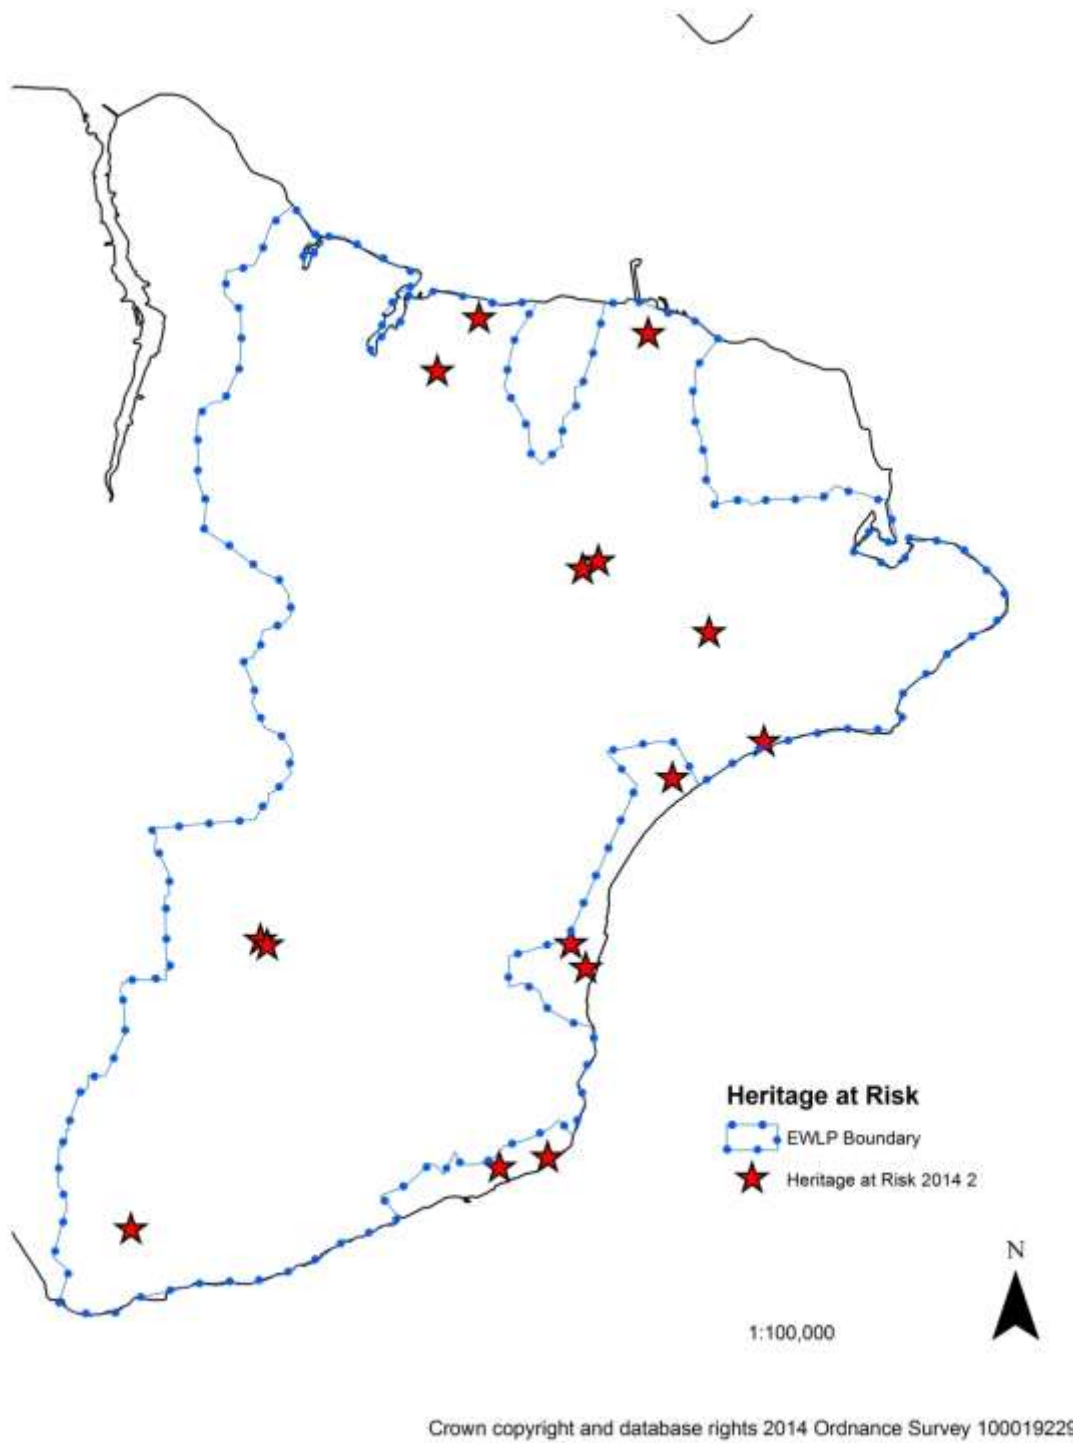 Heritage at Risk
EWLP Boundary
Heritage at Risk 2014 2
N
1:100,000
Crown copyright and database rights 2014 Ordnance Survey 100019229